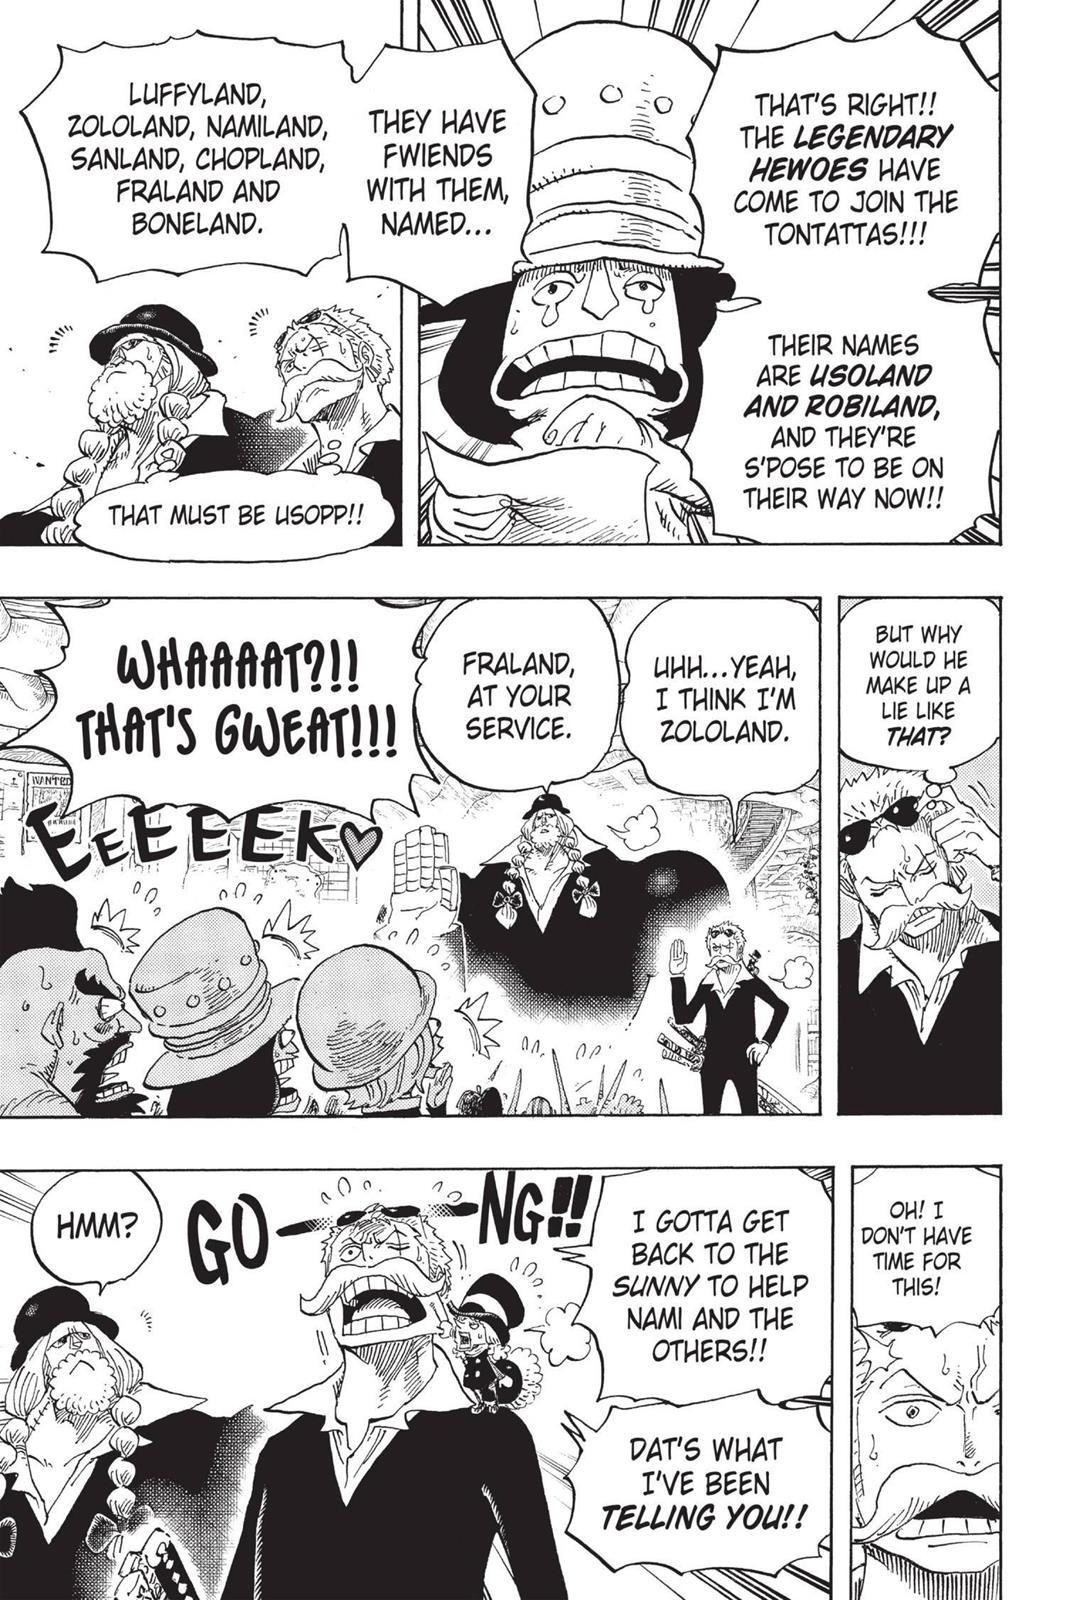 THAT'S RIGHT!!
THE LEGENDARY
HEWOES HAVE
COME TO JOIN THE
TONTATTAS!!!
THEIR NAMES
ARE USOLAND
AND ROBILAND,
AND THEY'RE
S'POSE TO BE ON
THEIR WAY NOW!!
THEY HAVE
FWIENDS
WITH THEM,
NAMED...
LUFFYLAND,
ZOLOLAND, NAMILAND,
SANLAND, CHOPLAND,
FRALAND AND
BONELAND.
THAT MUST BE USOPP!!
BUT WHY
WOULD HE
MAKE UP A
LIE LIKE
THAT?
UHH...YEAH,
I THINK I'M
ZOLOLAND.
FRALAND,
AT YOUR
SERVICE.
WHAAAAT?!!
THAT'S GWEAT!!!
WANTED
EEEEEEK♥
OH! I
DON'T HAVE
TIME FOR
THIS!
I GOTTA GET
BACK TO THE
SUNNY TO HELP
NAMI AND THE
OTHERS!!
DAT'S WHAT
I'VE BEEN
TELLING YOU!!
GO NG!!
HMM?